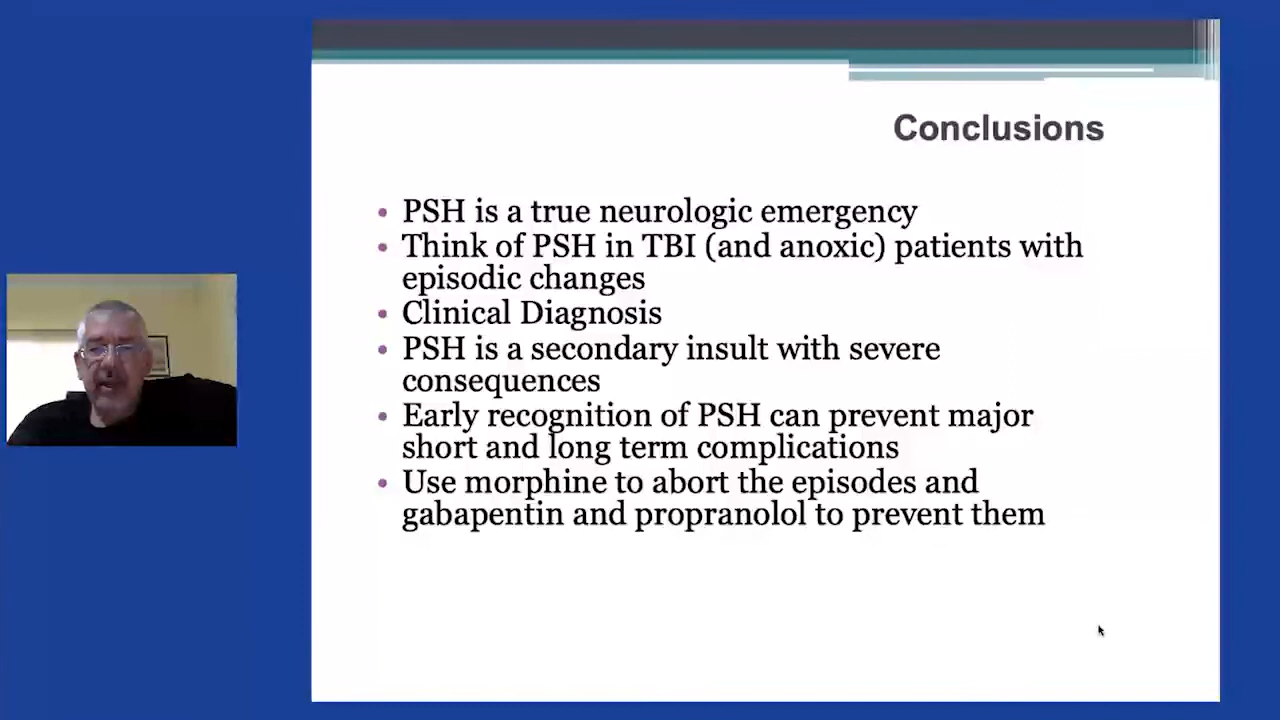 Conclusions
• PSH is a true neurologic emergency
• Think of PSH in TBI (and anoxic) patients with
episodic changes
• Clinical Diagnosis
• PSH is a secondary insult with severe
consequences
• Early recognition of PSH can prevent major
short and long term complications
• Use morphine to abort the episodes and
gabapentin and propranolol to prevent them